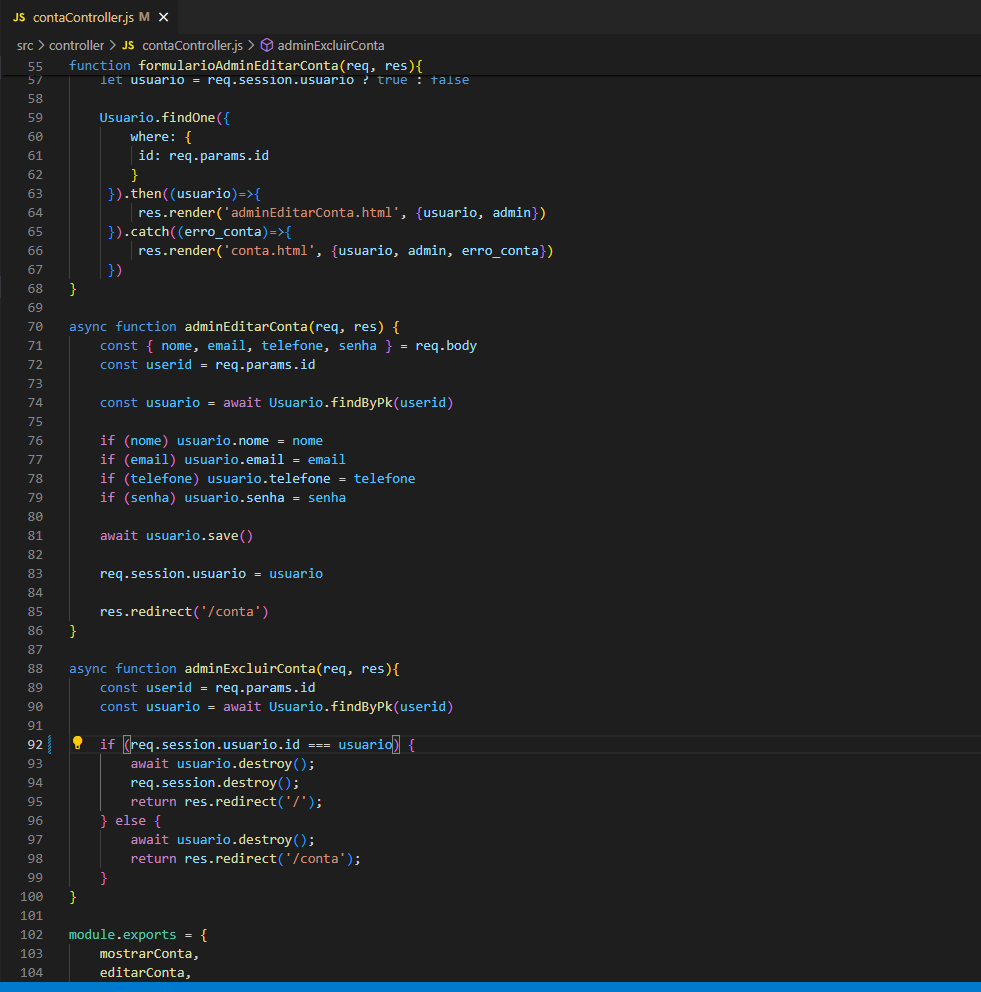 JS contaController.js M ×
src > controller > JS contaController.js > adminExcluirConta
55 function formularioAdminEditarConta(req, res){
57 let usuario = req.session.Usuario ? true : false
58
59 Usuario.findOne({
60 where: {
61 id: req.params.id
62 }
63 }).then((usuario)=>{
64 res.render('adminEditarConta.html', {usuario, admin})
65 }).catch((erro_conta)=>{
66 res.render('conta.html', {usuario, admin, erro_conta})
67 })
68 }
69
70 async function adminEditarConta(req, res) {
71 const { nome, email, telefone, senha } = req.body
72 const userid = req.params.id
73
74 const usuario = await Usuario.findByPk(userid)
75
76 if (nome) usuario.nome = nome
77 if (email) usuario.email = email
78 if (telefone) usuario.telefone = telefone
79 if (senha) usuario.senha = senha
80
81 await usuario.save()
82
83 req.session.usuario = usuario
84
85 res.redirect('/conta')
86 }
87
88 async function adminExcluirConta(req, res){
89 const userid = req.params.id
90 const usuario = await Usuario.findByPk(userid)
91
92 if (req.session.usuario.id === usuario) {
93 await usuario.destroy();
94 req.session.destroy();
95 return res.redirect('/');
96 } else {
97 await usuario.destroy();
98 return res.redirect('/conta');
99 }
100 }
101
102 module.exports = {
103 mostrarConta,
104 editarConta,